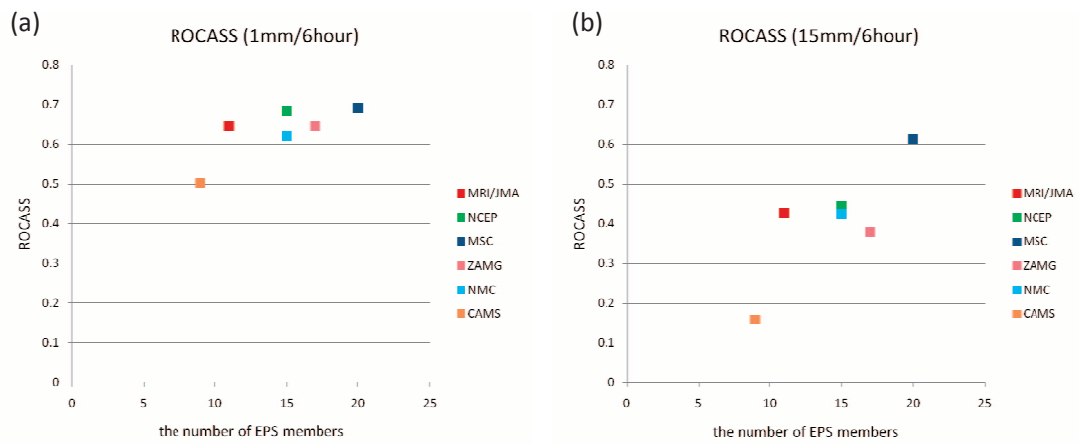 (a)
ROCASS (1mm/6hour)
0.8
0.7
0.6
0.5
0.4
0.3
0.2
0.1
0
0 5 10 15 20 25
ROCASS
the number of EPS members
MRI/JMA
NCEP
MSC
ZAMG
NMC
CAMS
(b)
ROCASS (15mm/6hour)
0.8
0.7
0.6
0.5
0.4
0.3
0.2
0.1
0
0 5 10 15 20 25
ROCASS
the number of EPS members
MRI/JMA
NCEP
MSC
ZAMG
NMC
CAMS